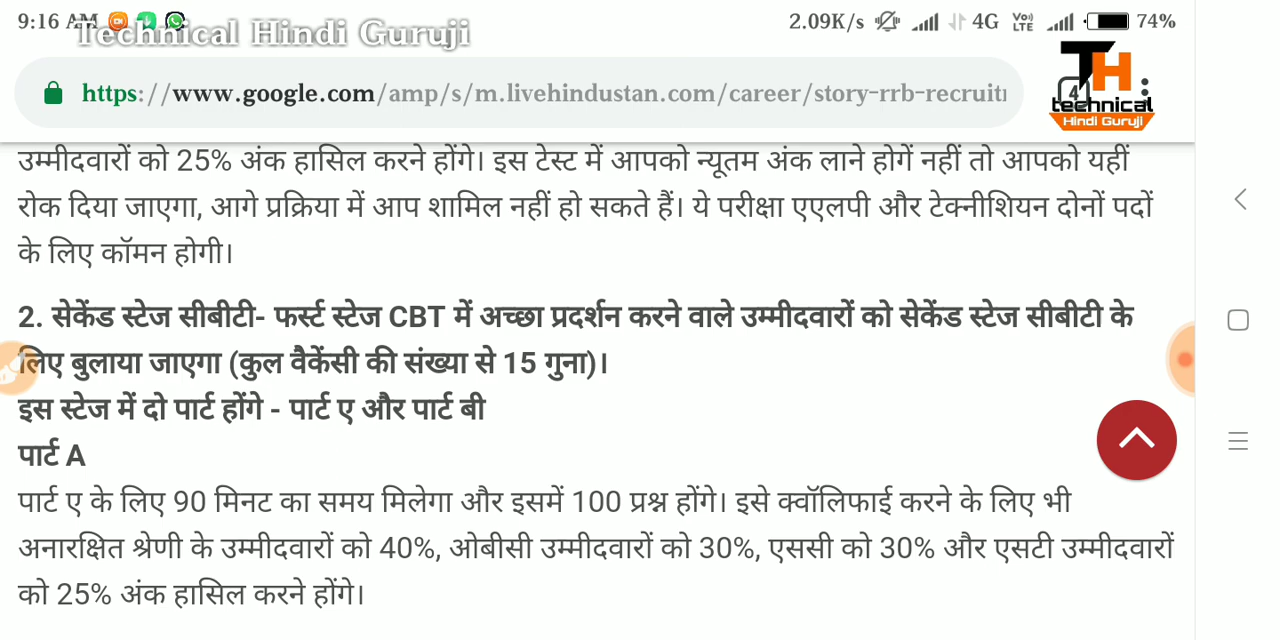 9:16 AM
2.09K/s 4G Vo)) LTE 74%
Technical Hindi Guruji
https://www.google.com/amp/s/m.livehindustan.com/career/story-rrb-recruit
4
TH
technical
Hindi Guruji
उम्मीदवारों को 25% अंक हासिल करने होंगे। इस टेस्ट में आपको न्यूतम अंक लाने होगें नहीं तो आपको यहीं
रोक दिया जाएगा, आगे प्रक्रिया में आप शामिल नहीं हो सकते हैं। ये परीक्षा एएलपी और टेक्नीशियन दोनों पदों
के लिए कॉमन होगी।
2. सेकेंड स्टेज सीबीटी- फर्स्ट स्टेज CBT में अच्छा प्रदर्शन करने वाले उम्मीदवारों को सेकेंड स्टेज सीबीटी के
लिए बुलाया जाएगा (कुल वैकेंसी की संख्या से 15 गुना)।
इस स्टेज में दो पार्ट होंगे - पार्ट ए और पार्ट बी
पार्ट A
पार्ट ए के लिए 90 मिनट का समय मिलेगा और इसमें 100 प्रश्न होंगे। इसे क्वॉलिफाई करने के लिए भी
अनारक्षित श्रेणी के उम्मीदवारों को 40%, ओबीसी उम्मीदवारों को 30%, एससी को 30% और एसटी उम्मीदवारों
को 25% अंक हासिल करने होंगे।